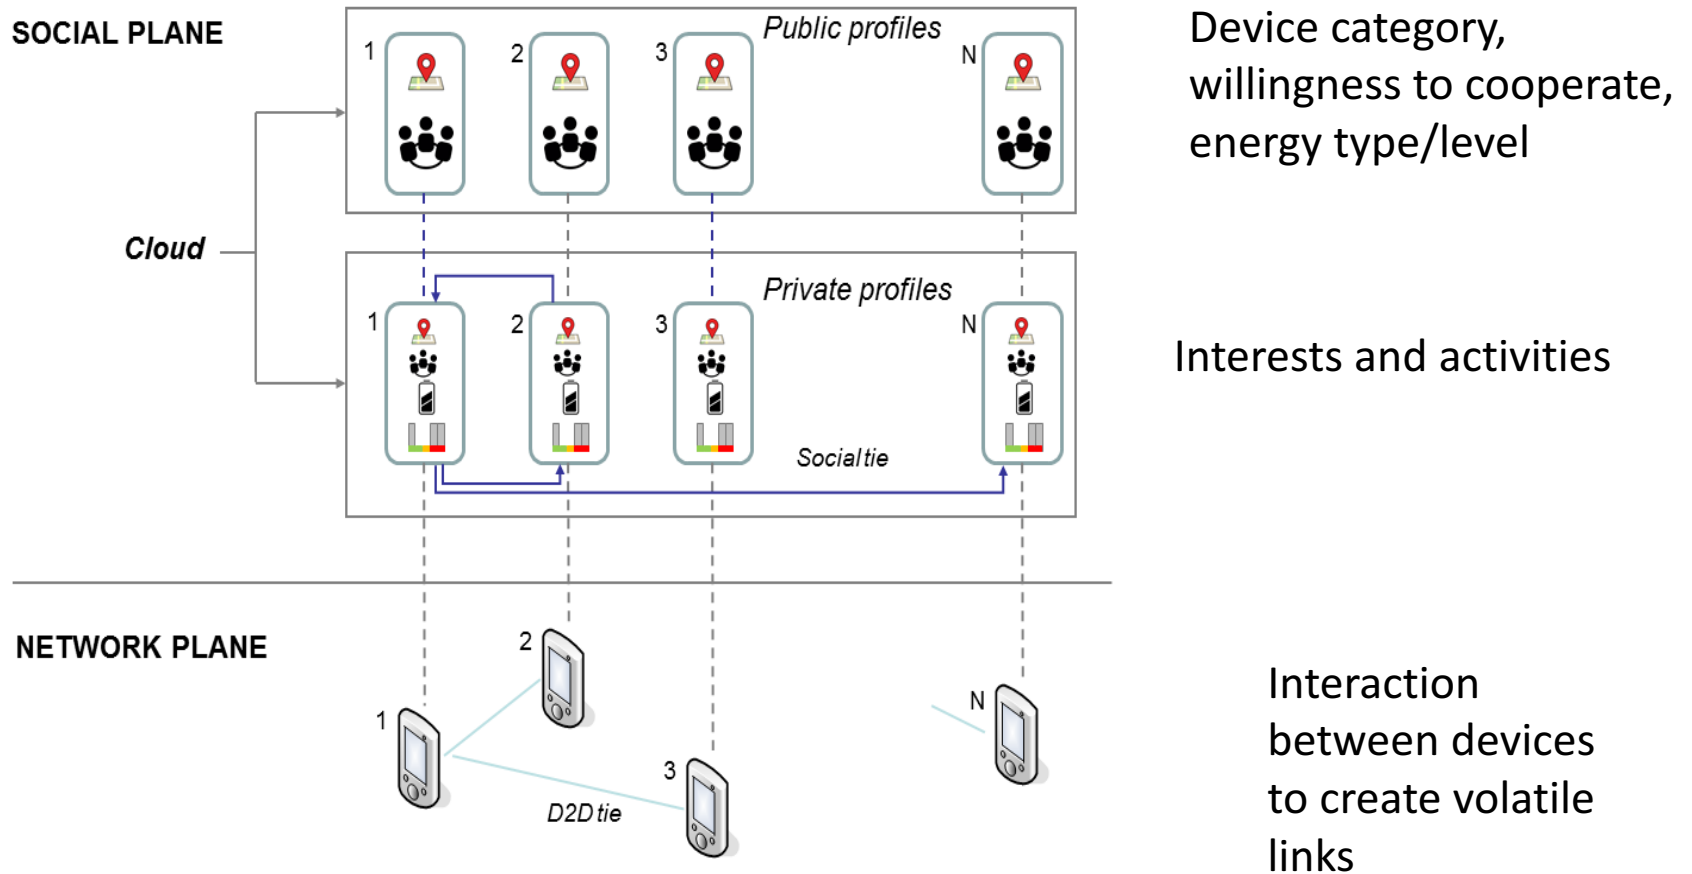 SOCIAL PLANE
Public profiles
1
2
3
N
Device category,
willingness to cooperate,
energy type/level
Cloud
Private profiles
1
2
3
N
Interests and activities
Social tie
NETWORK PLANE
2
1
N
3
D2D tie
Interaction
between devices
to create volatile
links